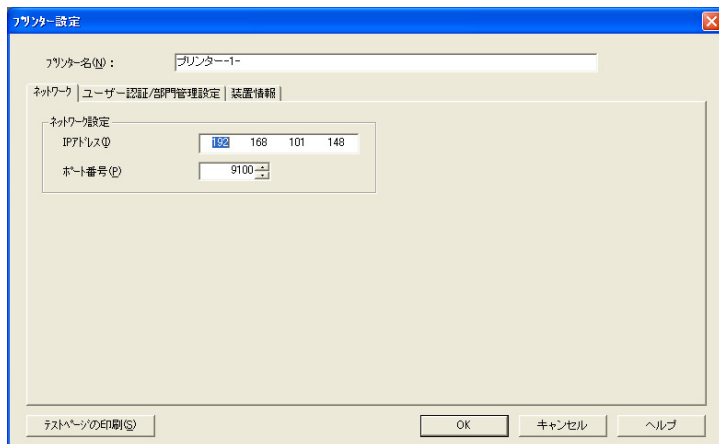 プリンター設定
プリンター名(N)：
プリンター-1-
ネットワーク
ユーザー認証/部門管理設定
装置情報
ネットワーク設定
IPアドレス(I)
192 168 101 148
ポート番号(P)
9100
テストページの印刷(S)
OK
キャンセル
ヘルプ